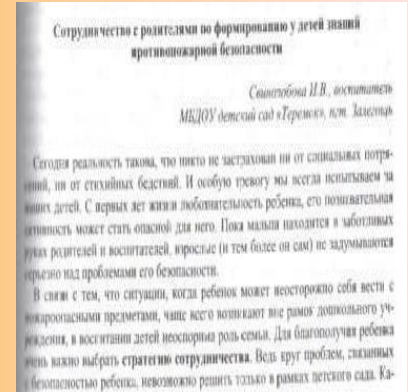 Сотрудничество с родителями по формированию у детей знаний
противопожарной безопасности
И.В., воспитатель
МБДОУ детский сад «Теремок», пгт. Залегощь
Сегодня реальность такова, что никто не застрахован ни от социальных потря-
сений, ни от стихийных бедствий. И особую тревогу мы всегда испытываем за
наших детей. С первых лет жизни любознательность ребенка, его познавательная
активность может стать опасной для него. Пока малыш находится в заботливых
руках родителей и воспитателей, взрослые (и тем более он сам) не задумываются
серьезно над проблемами его безопасности.
В связи с тем, что ситуации, когда ребенок может неосторожно себя вести с
пожароопасными предметами, чаще всего возникают вне рамок дошкольного уч-
реждения, в воспитании детей неоспорима роль семьи. Для благополучия ребенка
очень важно выбрать стратегию сотрудничества. Ведь круг проблем, связанных
с безопасностью ребенка, невозможно решить только в рамках детского сада. Ка-